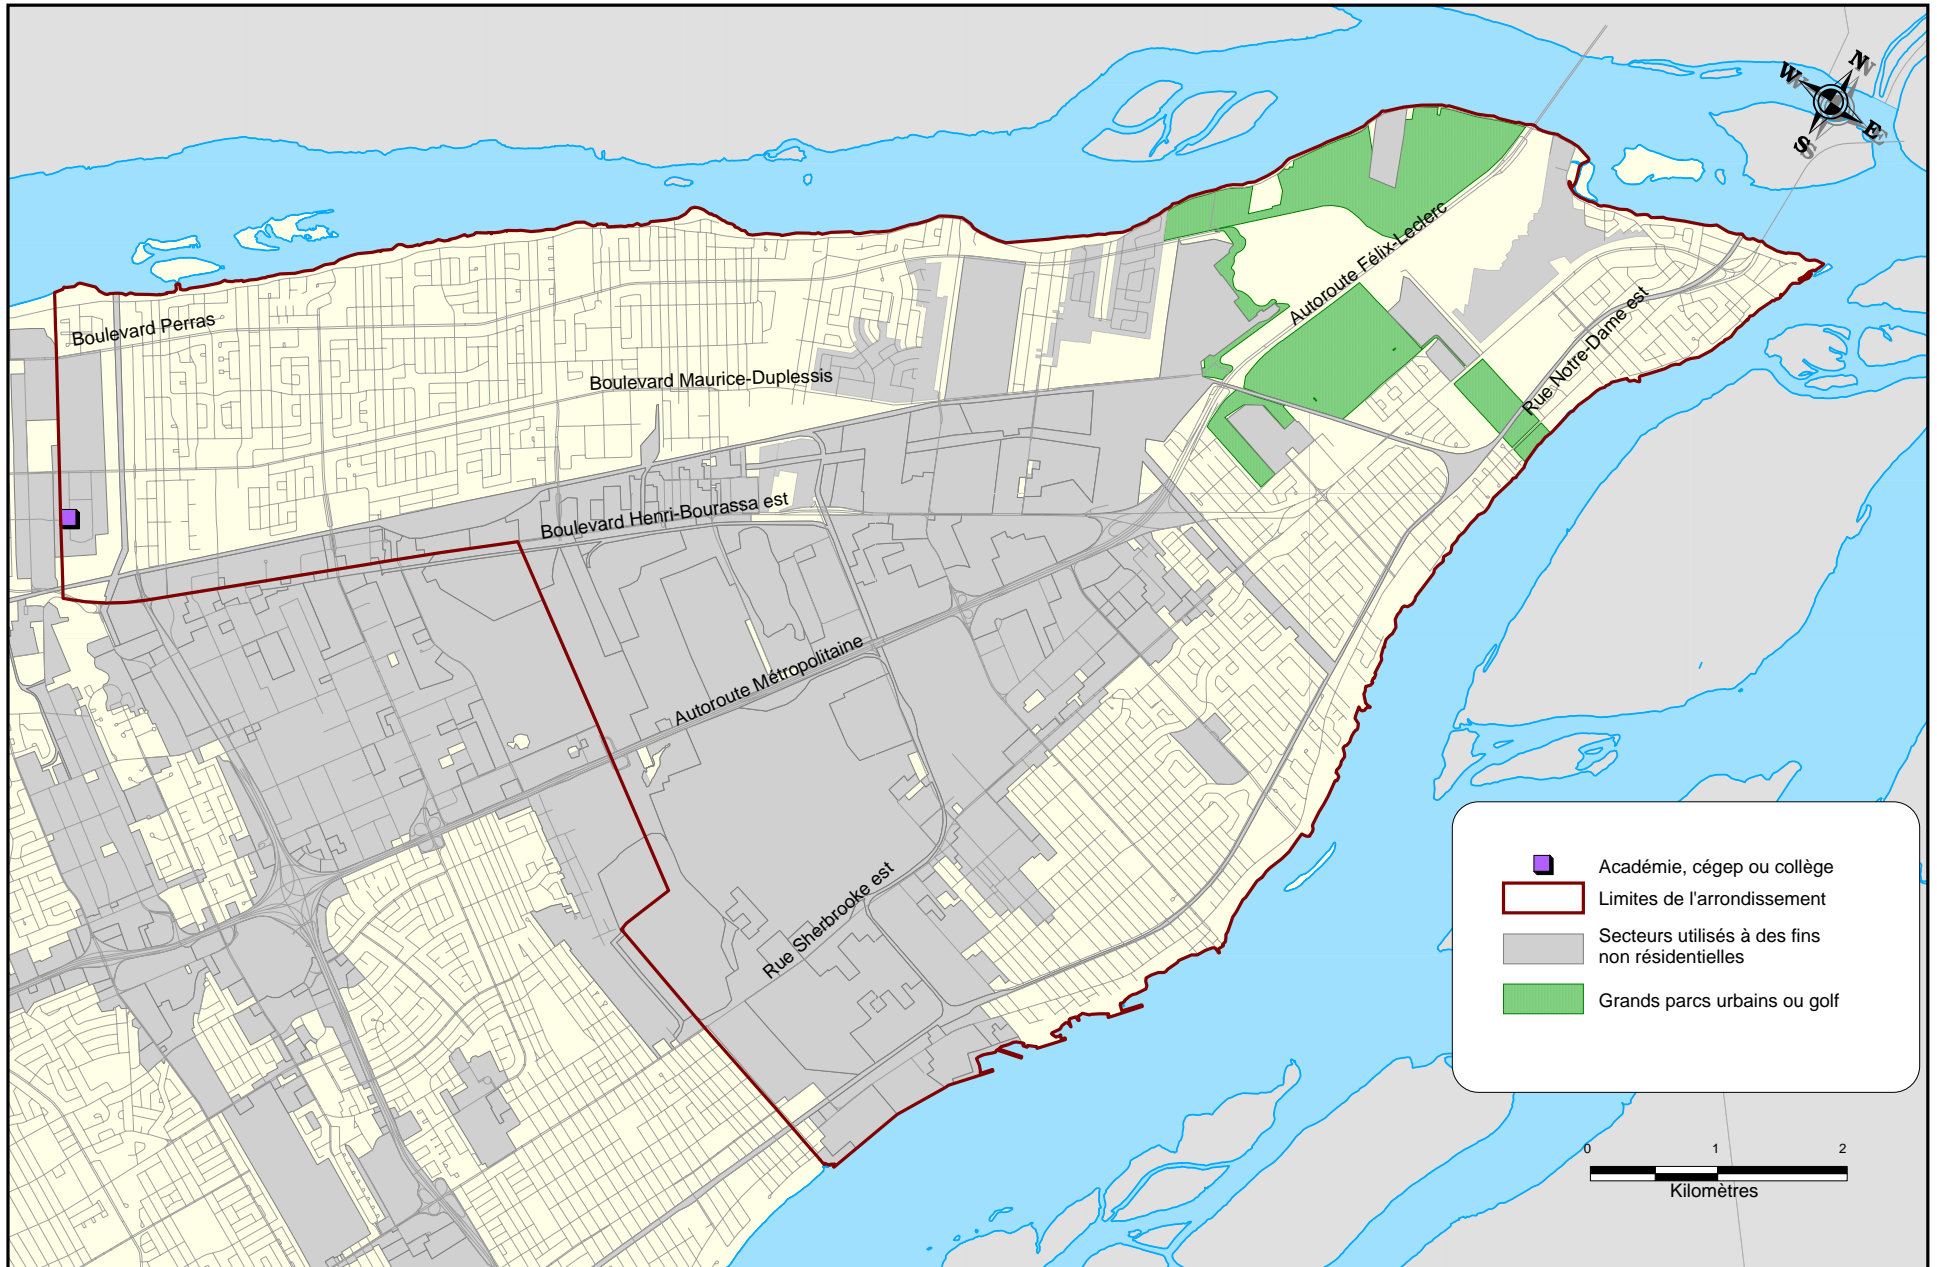 N
W
E
S
Boulevard Perras
Boulevard Maurice-Duplessis
Boulevard Henri-Bourassa est
Autoroute Félix-Leclerc
Rue Notre-Dame est
Autoroute Métropolitaine
Rue Sherbrooke est
Académie, cégep ou collège
Limites de l'arrondissement
Secteurs utilisés à des fins
non résidentielles
Grands parcs urbains ou golf
0 1 2
Kilomètres